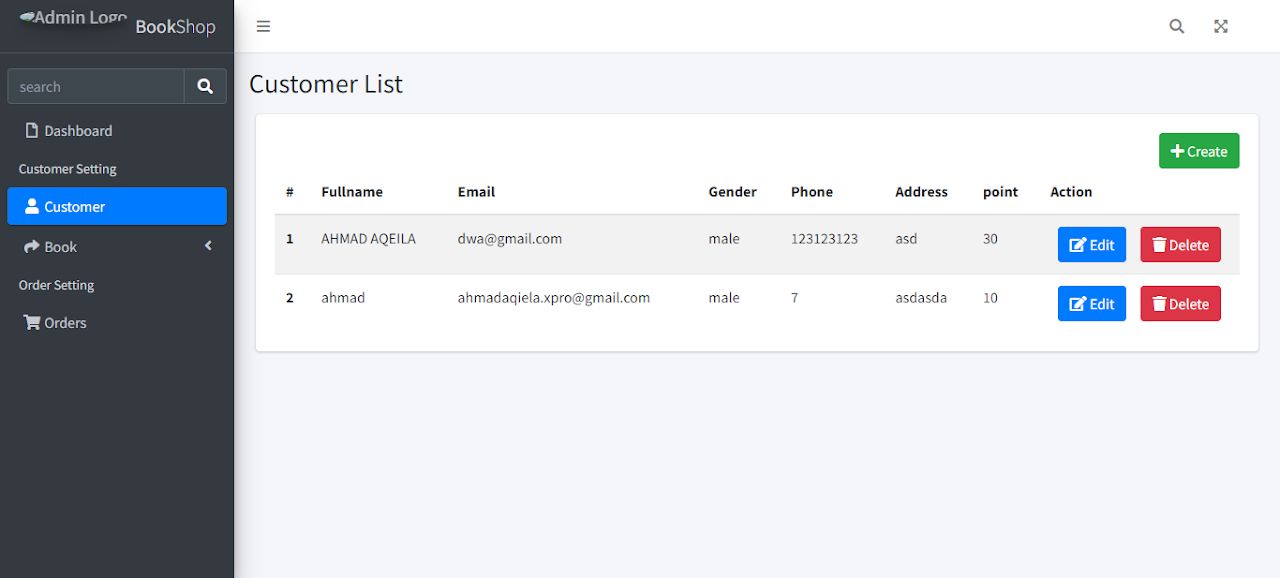 Admin Logo BookShop
search
Dashboard
Customer Setting
Customer
Book
Order Setting
Orders
Customer List
Create
# Fullname Email Gender Phone Address point Action
1 AHMAD AQEILA dwa@gmail.com male 123123123 asd 30 Edit Delete
2 ahmad ahmadaqiela.xpro@gmail.com male 7 asdasda 10 Edit Delete